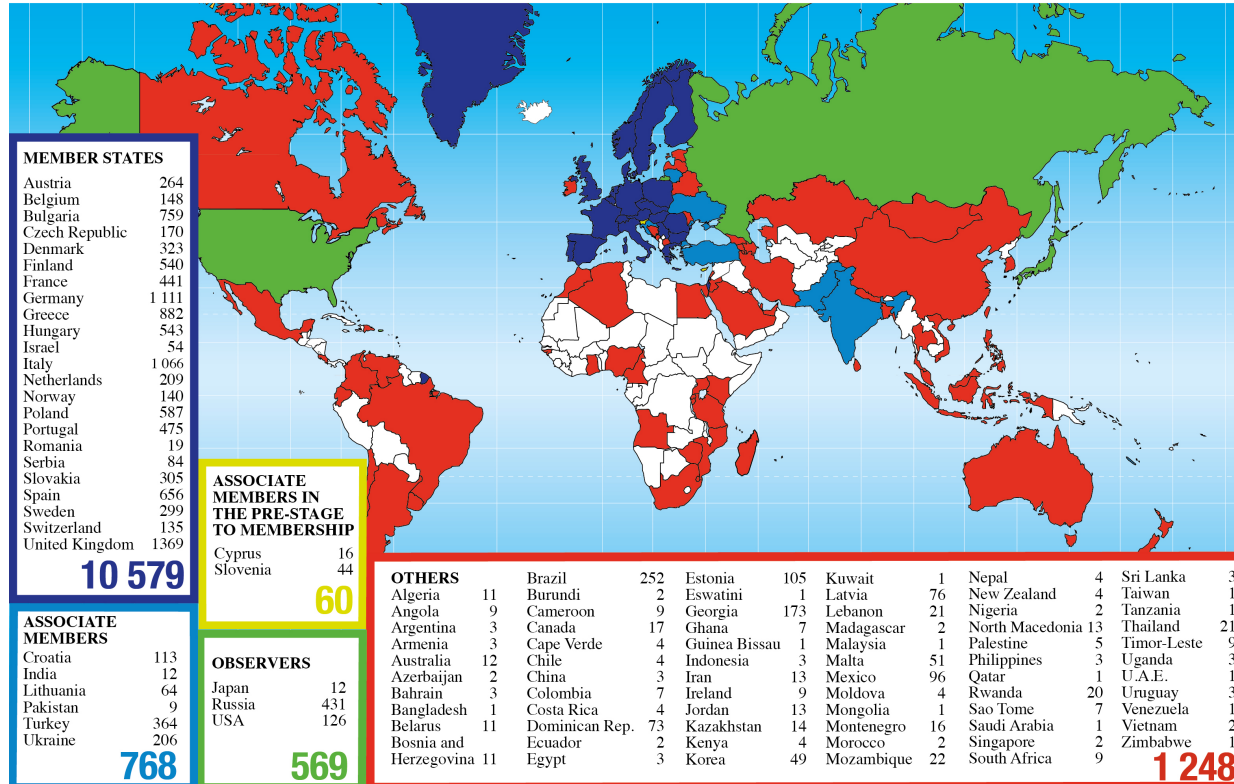 MEMBER STATES
Austria 264
Belgium 148
Bulgaria 759
Czech Republic 170
Denmark 323
Finland 540
France 441
Germany 1 111
Greece 882
Hungary 543
Israel 54
Italy 1 066
Netherlands 209
Norway 140
Poland 587
Portugal 475
Romania 19
Serbia 84
Slovakia 305
Spain 656
Sweden 299
Switzerland 135
United Kingdom 1369
10 579
ASSOCIATE
MEMBERS
Croatia 113
India 12
Lithuania 64
Pakistan 9
Turkey 364
Ukraine 206
768
ASSOCIATE
MEMBERS IN
THE PRE-STAGE
TO MEMBERSHIP
Cyprus 16
Slovenia 44
60
OBSERVERS
Japan 12
Russia 431
USA 126
569
OTHERS
Algeria 11
Angola 9
Argentina 3
Armenia 3
Australia 12
Azerbaijan 2
Bahrain 3
Bangladesh 1
Belarus 11
Bosnia and
Herzegovina 11
Brazil 252
Burundi 2
Cameroon 9
Canada 17
Cape Verde 4
Chile 4
China 3
Colombia 7
Costa Rica 4
Dominican Rep. 73
Ecuador 2
Egypt 3
Estonia 105
Eswatini 1
Georgia 173
Ghana 7
Guinea Bissau 1
Indonesia 3
Iran 13
Ireland 9
Jordan 13
Kazakhstan 14
Kenya 4
Korea 49
Kuwait 1
Latvia 76
Lebanon 21
Madagascar 2
Malaysia 1
Malta 51
Mexico 96
Moldova 4
Mongolia 1
Montenegro 16
Morocco 2
Mozambique 22
Nepal 4
New Zealand 4
Nigeria 2
North Macedonia 13
Palestine 5
Philippines 3
Qatar 1
Rwanda 20
Sao Tome 7
Saudi Arabia 1
Singapore 2
South Africa 9
Sri Lanka 3
Taiwan 1
Tanzania 1
Thailand 21
Timor-Leste 9
Uganda 3
U.A.E. 1
Uruguay 3
Venezuela 1
Vietnam 2
Zimbabwe 1
1 248